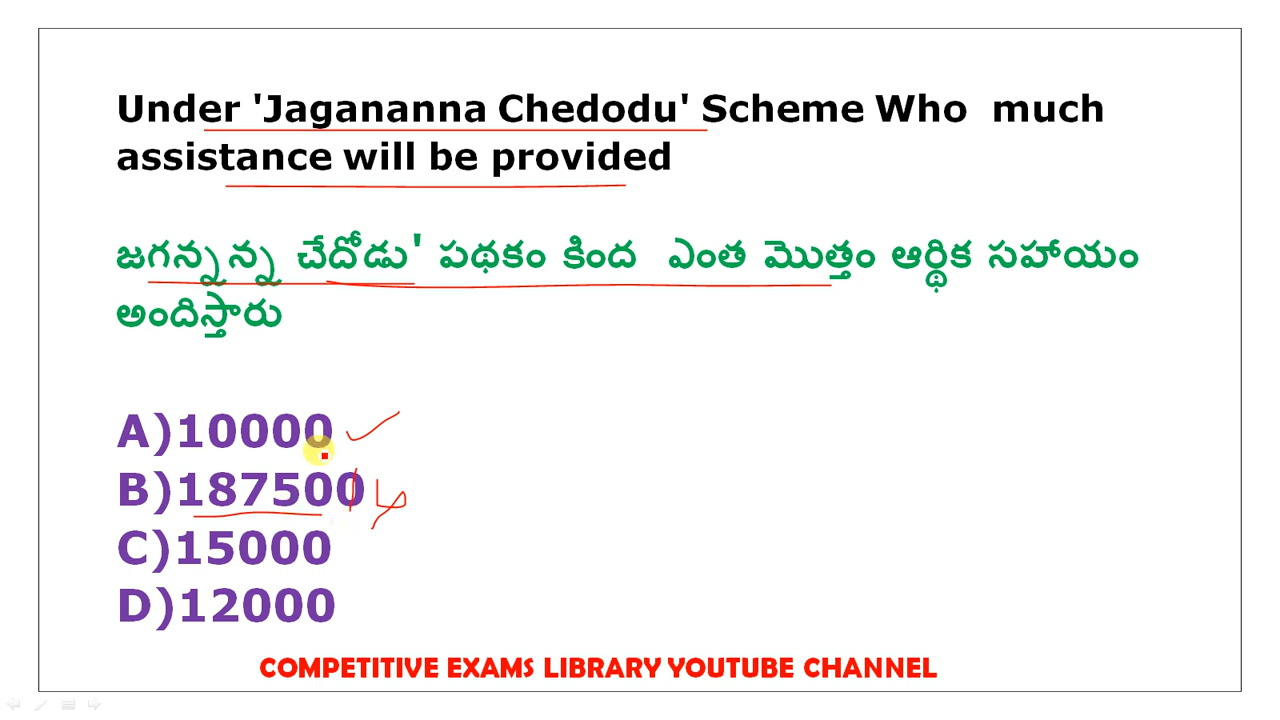 Under 'Jagananna Chedodu' Scheme Who much
assistance will be provided
జగన్నన్న చేదోడు' పథకం కింద ఎంత మొత్తం ఆర్థిక సహాయం
అందిస్తారు
A)10000
B)187500
C)15000
D)12000
COMPETITIVE EXAMS LIBRARY YOUTUBE CHANNEL